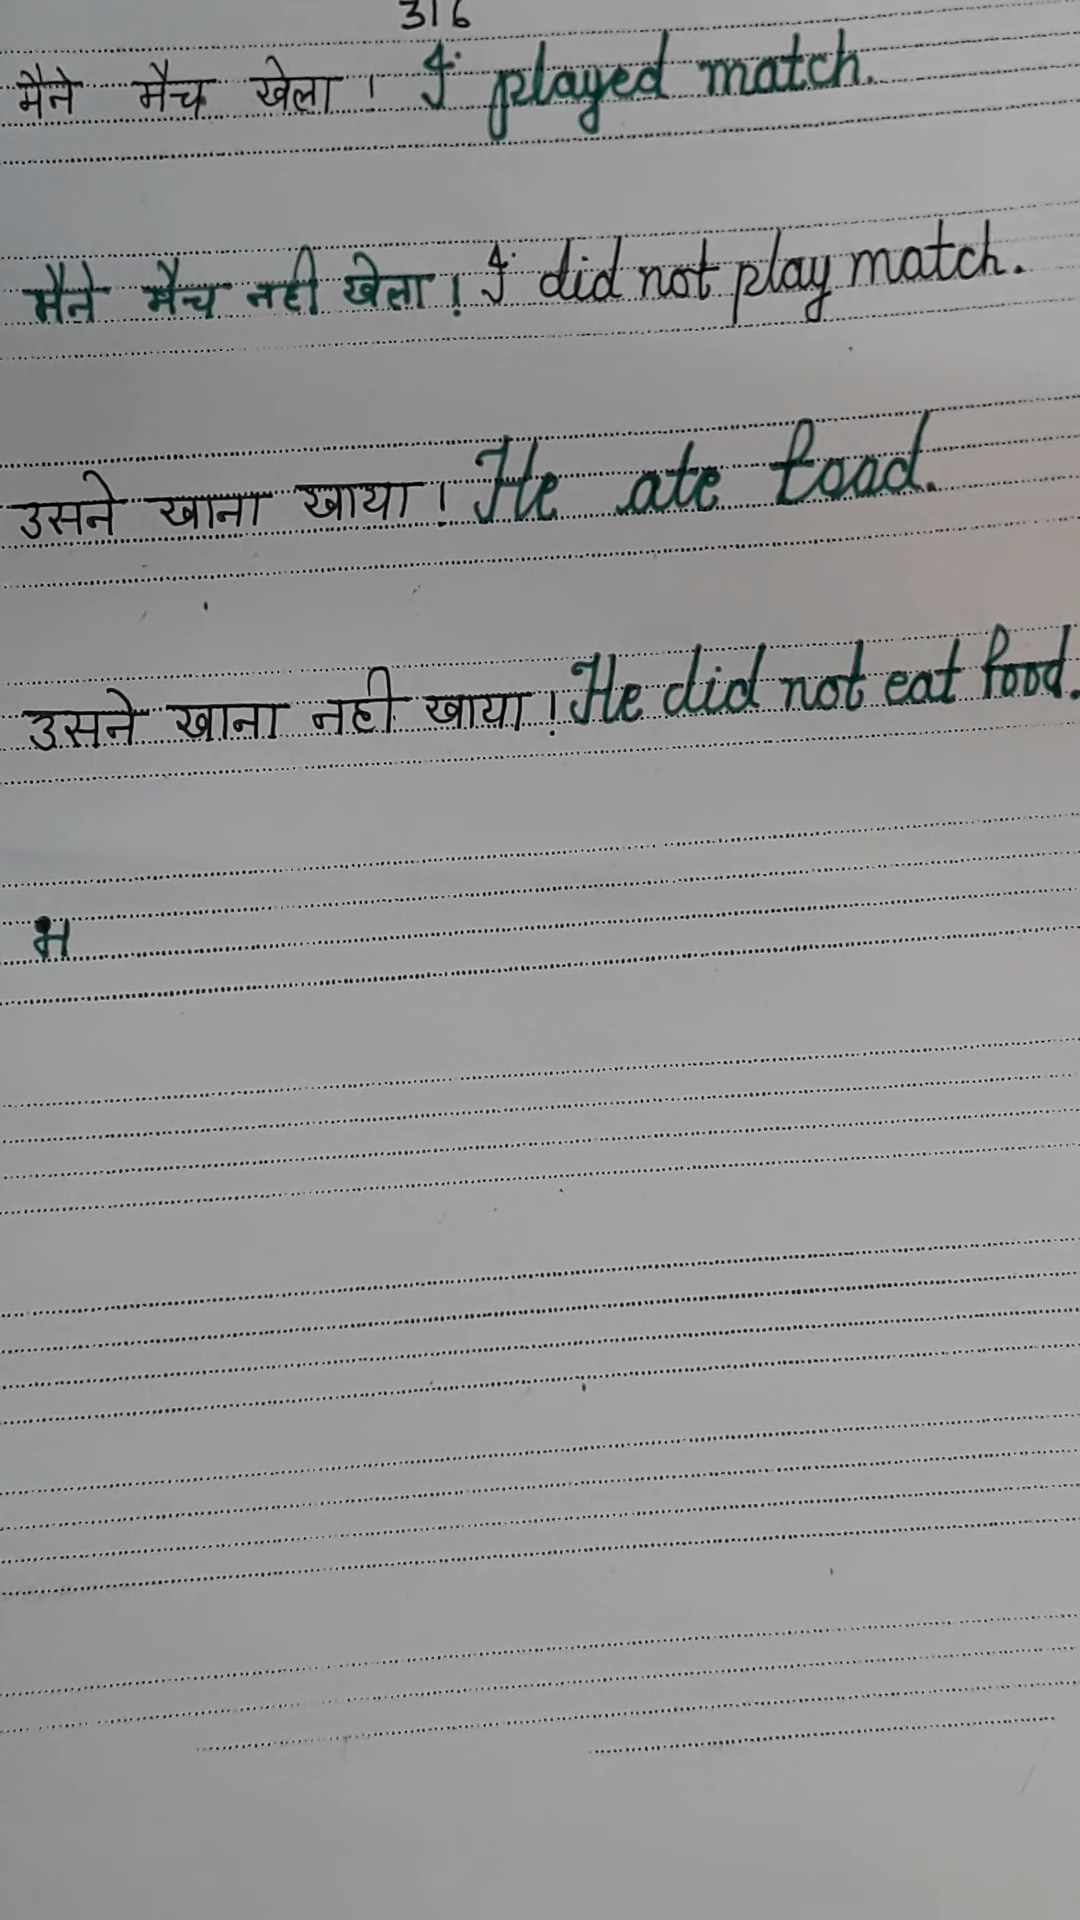 316
मैने मैच खेला । I played match.
मैने मैच नही खेला । I did not play match.
उसने खाना खाया । He ate food.
उसने खाना नही खाया । He did not eat food.
म